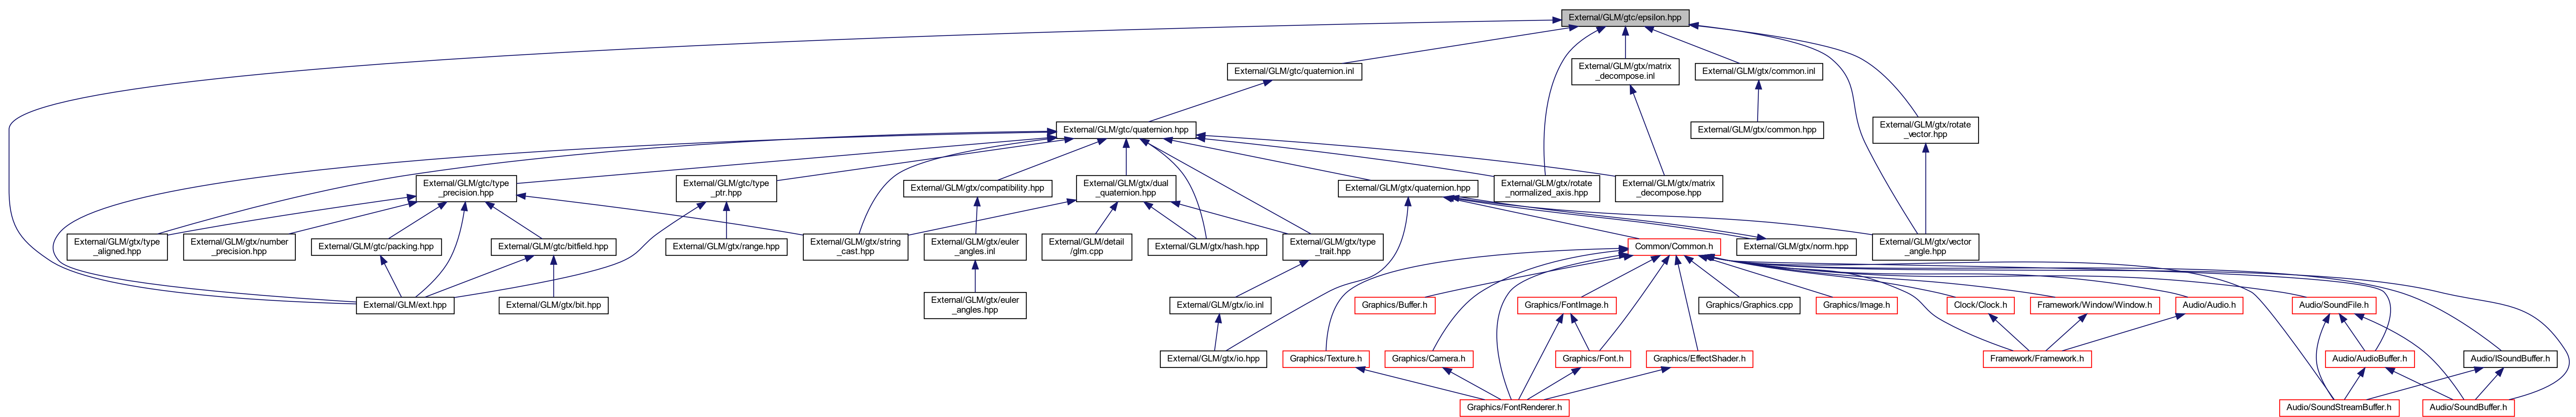 External/GLM/gtc/epsilon.hpp
External/GLM/gtc/quaternion.inl
External/GLM/gtx/matrix
_decompose.inl
External/GLM/gtx/common.inl
External/GLM/gtc/quaternion.hpp
External/GLM/gtx/common.hpp
External/GLM/gtx/rotate
_vector.hpp
External/GLM/gtc/type
_precision.hpp
External/GLM/gtc/type
_ptr.hpp
External/GLM/gtx/compatibility.hpp
External/GLM/gtx/dual
_quaternion.hpp
External/GLM/gtx/quaternion.hpp
External/GLM/gtx/rotate
_normalized_axis.hpp
External/GLM/gtx/matrix
_decompose.hpp
External/GLM/gtx/type
_aligned.hpp
External/GLM/gtx/number
_precision.hpp
External/GLM/gtc/packing.hpp
External/GLM/gtc/bitfield.hpp
External/GLM/gtx/range.hpp
External/GLM/gtx/string
_cast.hpp
External/GLM/gtx/euler
_angles.inl
External/GLM/detail
/glm.cpp
External/GLM/gtx/hash.hpp
External/GLM/gtx/type
_trait.hpp
Common/Common.h
External/GLM/gtx/norm.hpp
External/GLM/gtx/vector
_angle.hpp
External/GLM/ext.hpp
External/GLM/gtx/bit.hpp
External/GLM/gtx/euler
_angles.hpp
External/GLM/gtx/io.inl
Graphics/Buffer.h
Graphics/FontImage.h
Graphics/Graphics.cpp
Graphics/Image.h
Clock/Clock.h
Framework/Window/Window.h
Audio/Audio.h
Audio/SoundFile.h
External/GLM/gtx/io.hpp
Graphics/Texture.h
Graphics/Camera.h
Graphics/Font.h
Graphics/EffectShader.h
Framework/Framework.h
Audio/AudioBuffer.h
Audio/ISoundBuffer.h
Graphics/FontRenderer.h
Audio/SoundStreamBuffer.h
Audio/SoundBuffer.h